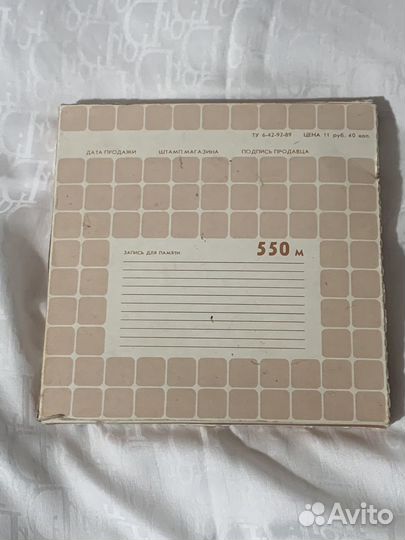 ТУ 6-42-92-89 ЦЕНА 11 руб. 40 коп.
ДАТА ПРОДАЖИ ШТАМП МАГАЗИНА ПОДПИСЬ ПРОДАВЦА
ЗАПИСЬ ДЛЯ ПАМЯТИ 550 М
Avito